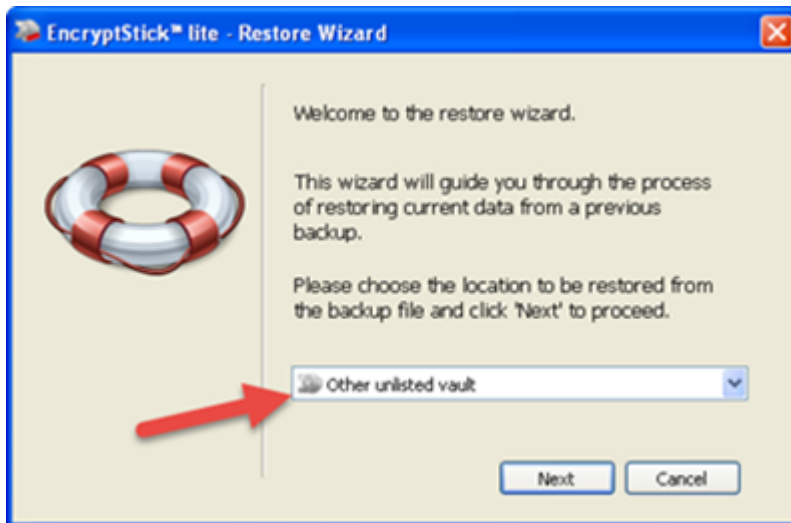 EncryptStick™ lite - Restore Wizard
Welcome to the restore wizard.
This wizard will guide you through the process
of restoring current data from a previous
backup.
Please choose the location to be restored from
the backup file and click 'Next' to proceed.
Other unlisted vault
Next Cancel